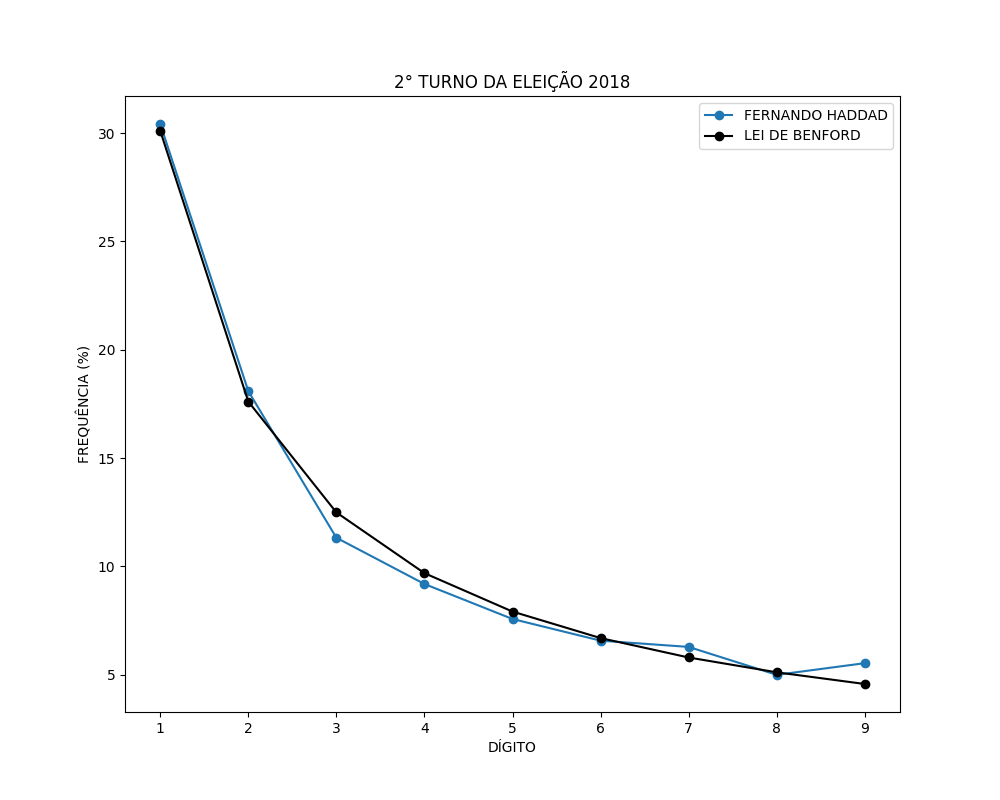 2° TURNO DA ELEIÇÃO 2018
FERNANDO HADDAD
LEI DE BENFORD
FREQUÊNCIA (%)
30
25
20
15
10
5
1 2 3 4 5 6 7 8 9
DÍGITO